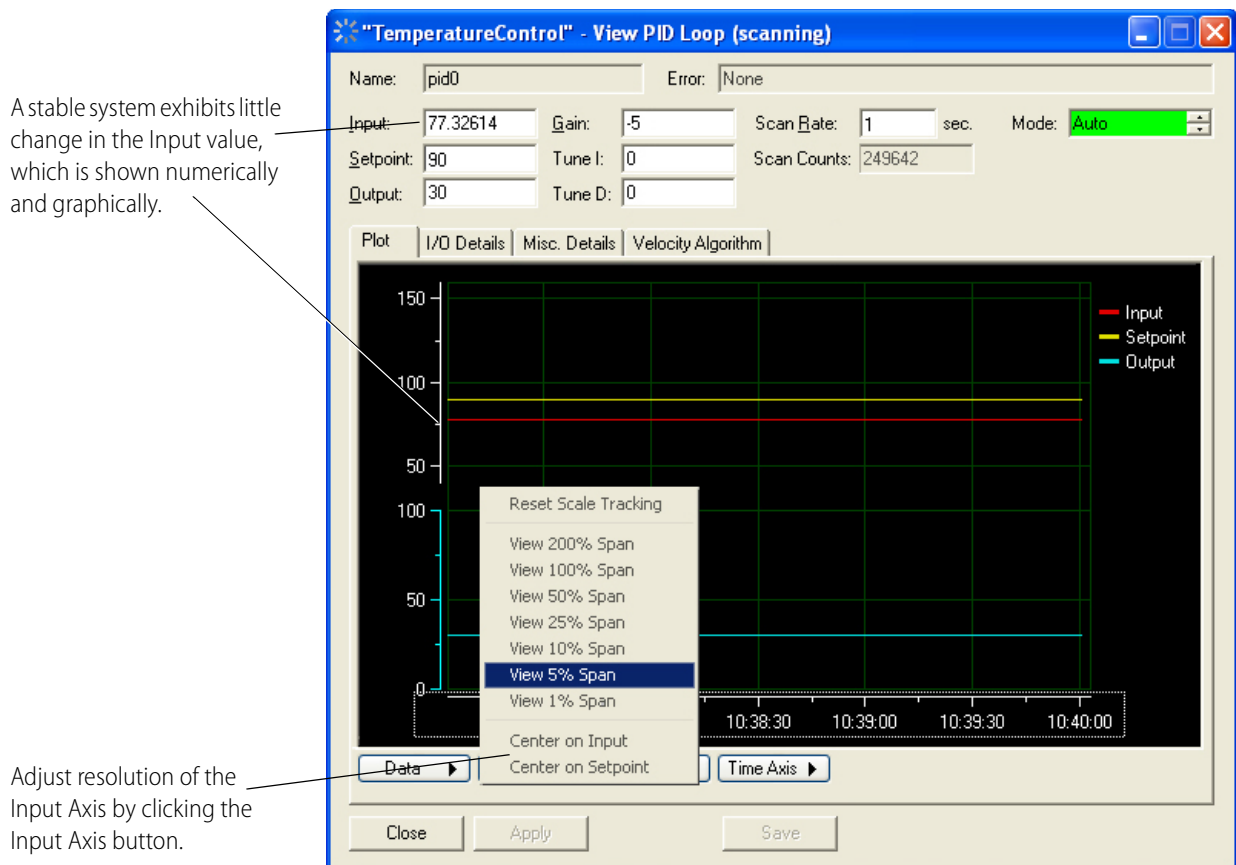 "TemperatureControl" - View PID Loop (scanning)
Name: pid0 Error: None
A stable system exhibits little
change in the Input value,
which is shown numerically
and graphically.
Input: 77.32614 Gain: -5 Scan Rate: 1 sec. Mode: Auto
Setpoint: 90 Tune I: 0 Scan Counts: 249642
Output: 30 Tune D: 0
Plot I/O Details Misc. Details Velocity Algorithm
150
100
50
Input
Setpoint
Output
100
50
0
Reset Scale Tracking
View 200% Span
View 100% Span
View 50% Span
View 25% Span
View 10% Span
View 5% Span
View 1% Span
Center on Input
Center on Setpoint
10:38:30 10:39:00 10:39:30 10:40:00
Data Time Axis
Adjust resolution of the
Input Axis by clicking the
Input Axis button.
Close Apply Save